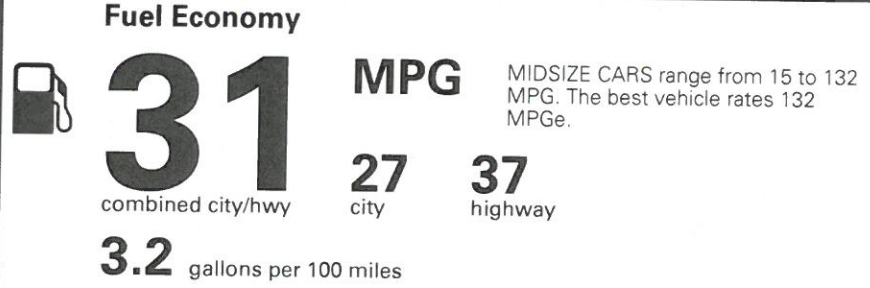 Fuel Economy
31
MPG
MIDSIZE CARS range from 15 to 132
MPG. The best vehicle rates 132
MPGe.
combined city/hwy
27
city
37
highway
3.2 gallons per 100 miles